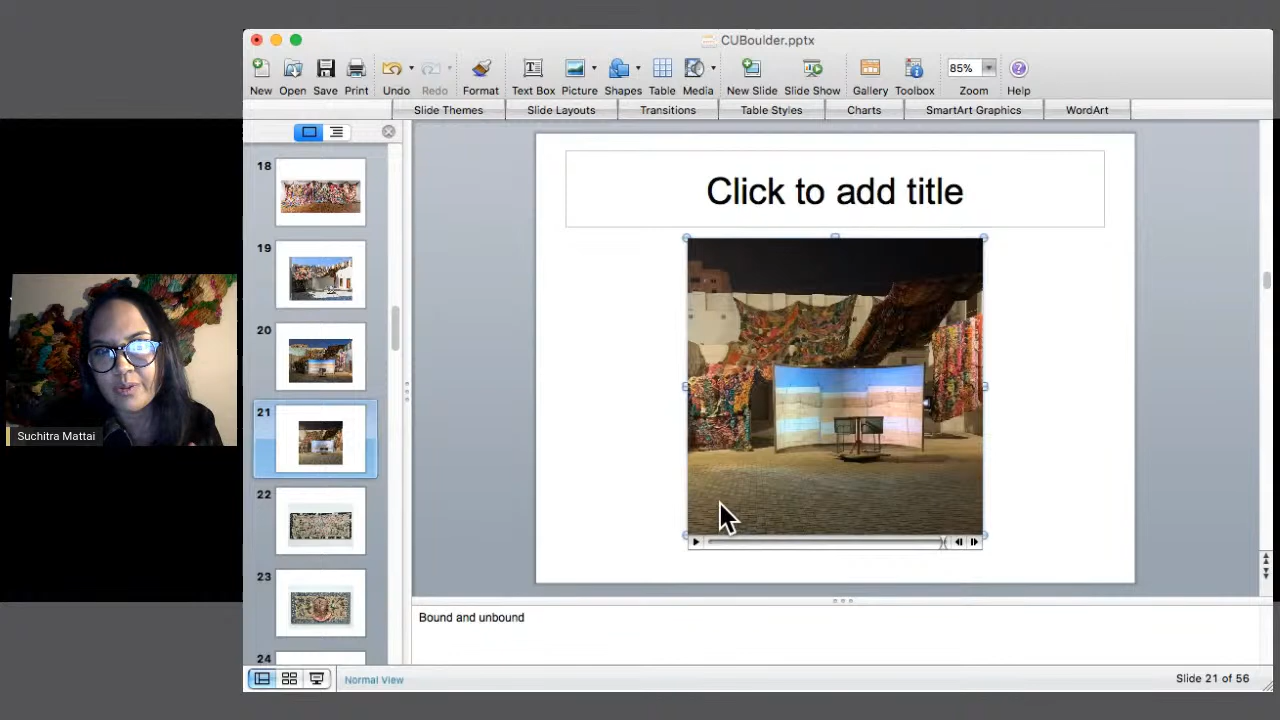 CUBoulder.pptx
New Open Save Print Undo Redo Format Text Box Picture Shapes Table Media New Slide Slide Show Gallery Toolbox Zoom Help
85%
Slide Themes Slide Layouts Transitions Table Styles Charts SmartArt Graphics WordArt
18
19
20
21
22
23
24
Click to add title
Suchitra Mattai
Bound and unbound
Normal View
Slide 21 of 56